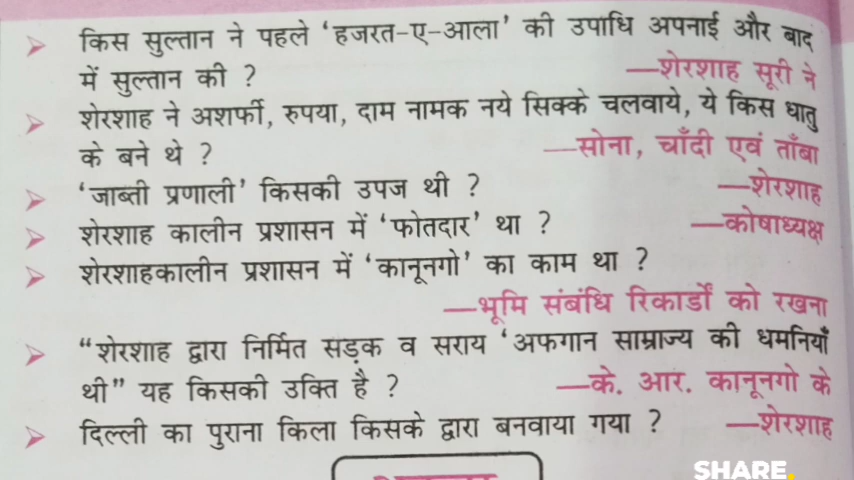 किस सुल्तान ने पहले ‘हजरत-ए-आला’ की उपाधि अपनाई और बाद
में सुल्तान की ? —शेरशाह सूरी ने
शेरशाह ने अशर्फी, रुपया, दाम नामक नये सिक्के चलवाये, ये किस धातु
के बने थे ? —सोना, चाँदी एवं ताँबा
‘जाब्ती प्रणाली’ किसकी उपज थी ? —शेरशाह
शेरशाह कालीन प्रशासन में ‘फोतदार’ था ? —कोषाध्यक्ष
शेरशाहकालीन प्रशासन में ‘कानूनगो’ का काम था ?
—भूमि संबंधि रिकार्डों को रखना
“शेरशाह द्वारा निर्मित सड़क व सराय ‘अफगान साम्राज्य की धमनियाँ
थी” यह किसकी उक्ति है ? —के. आर. कानूनगो के
दिल्ली का पुराना किला किसके द्वारा बनवाया गया ? —शेरशाह
SHARE.